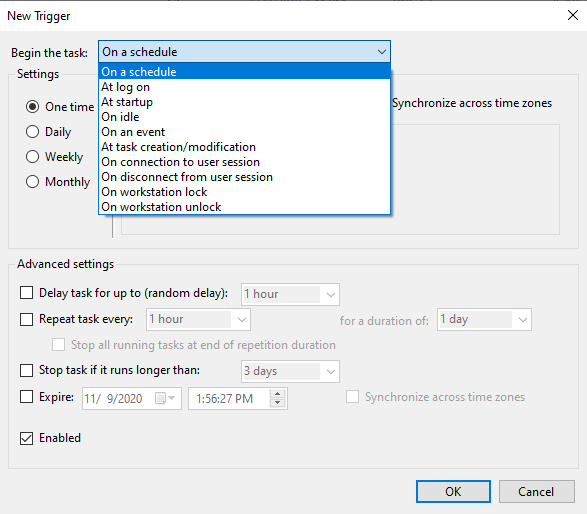 New Trigger
Begin the task: On a schedule
On a schedule
At log on
At startup
On idle
On an event
At task creation/modification
On connection to user session
On disconnect from user session
On workstation lock
On workstation unlock
Settings
One time
Daily
Weekly
Monthly
Synchronize across time zones
Advanced settings
Delay task for up to (random delay): 1 hour
Repeat task every: 1 hour for a duration of: 1 day
Stop all running tasks at end of repetition duration
Stop task if it runs longer than: 3 days
Expire: 11/ 9/2020 1:56:27 PM Synchronize across time zones
Enabled
OK Cancel